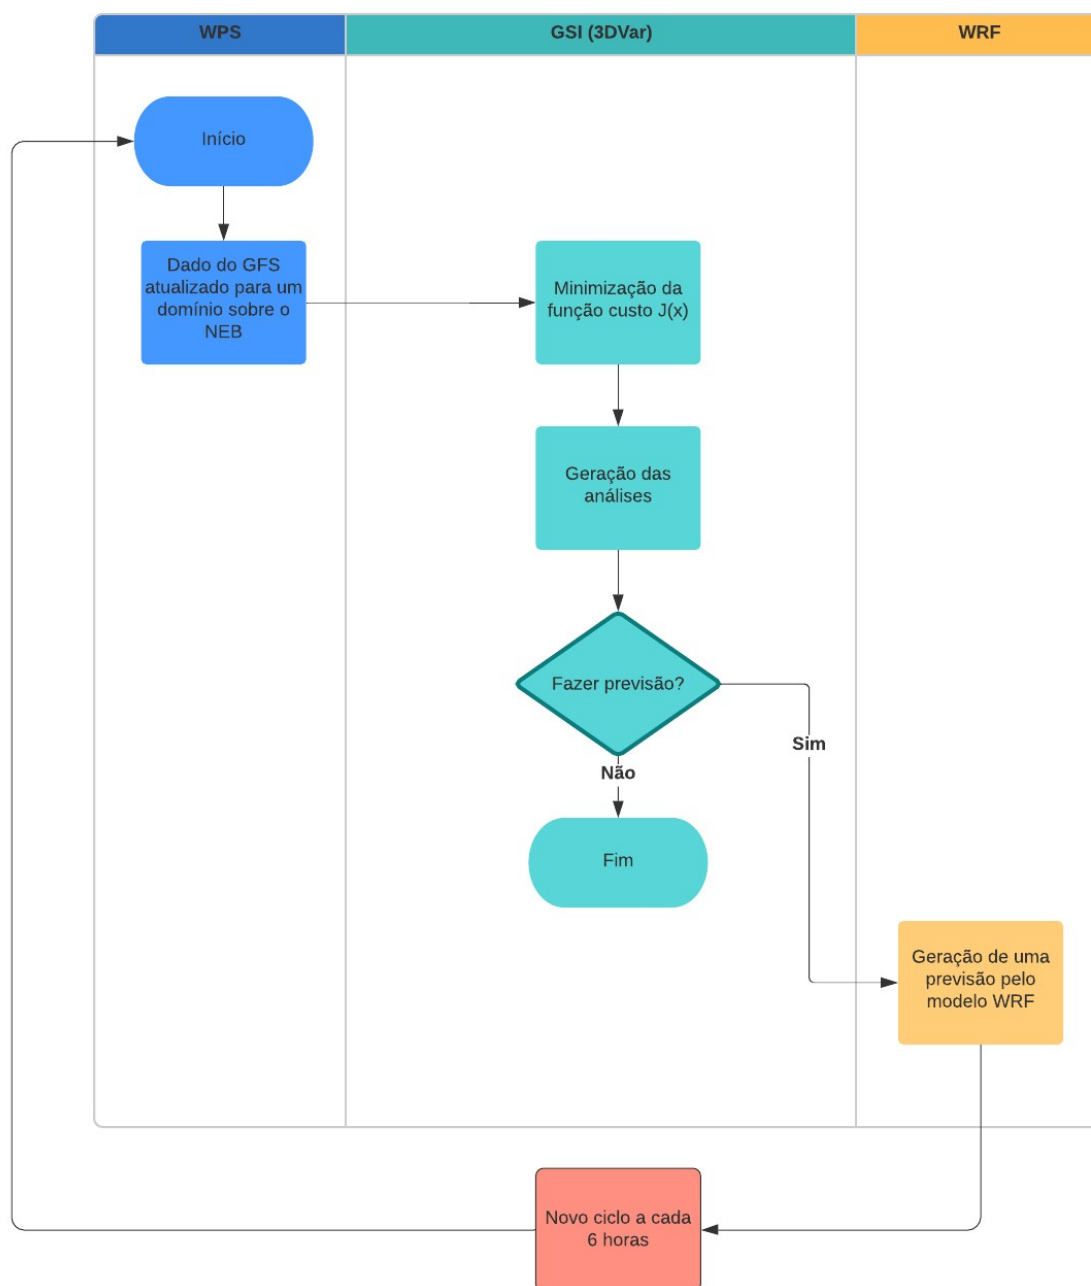 WPS
GSI (3DVar)
WRF
Início
Dado do GFS
atualizado para um
domínio sobre o
NEB
Minimização da
função custo J(x)
Geração das
análises
Fazer previsão?
Sim
Não
Fim
Geração de uma
previsão pelo
modelo WRF
Novo ciclo a cada
6 horas